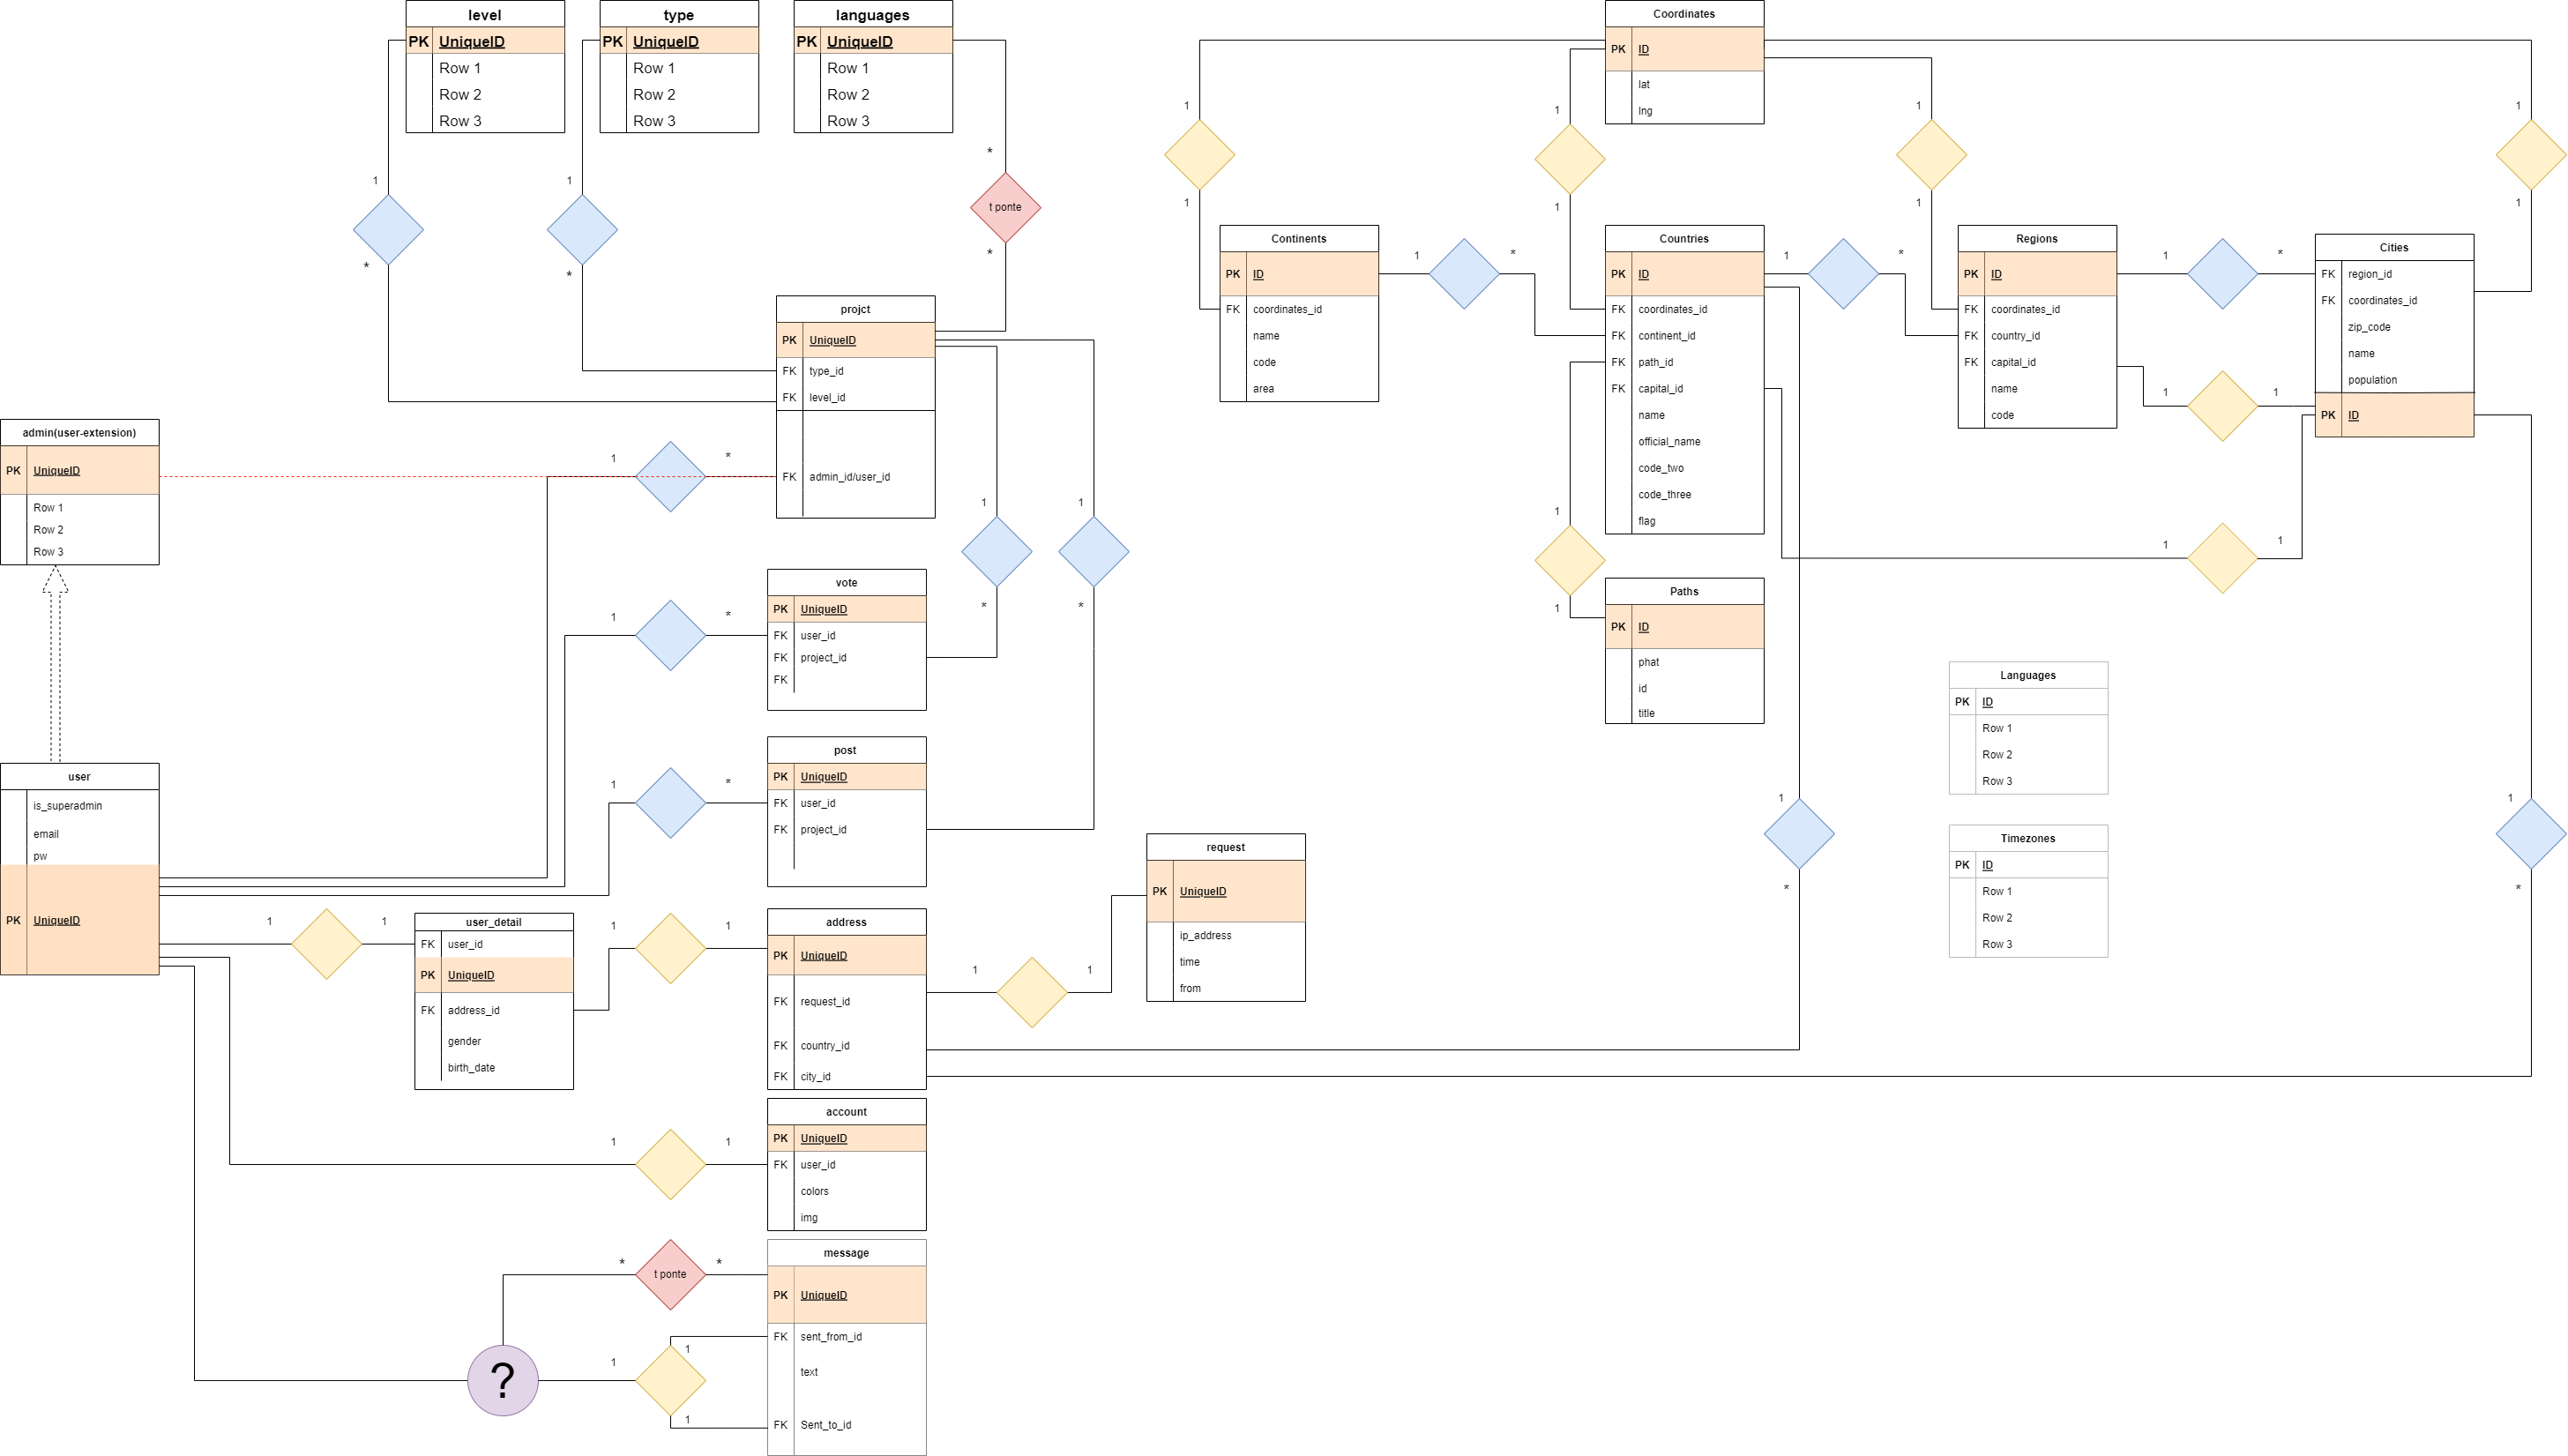 level
PK UniqueID
Row 1
Row 2
Row 3
type
PK UniqueID
Row 1
Row 2
Row 3
languages
PK UniqueID
Row 1
Row 2
Row 3
1
*
1
*
*
t ponte
*
projct
PK UniqueID
FK type_id
FK level_id
FK admin_id/user_id
admin(user-extension)
PK UniqueID
Row 1
Row 2
Row 3
1
*
1
*
1
*
vote
PK UniqueID
FK user_id
FK project_id
FK
1
*
post
PK UniqueID
FK user_id
FK project_id
1
*
user
is_superadmin
email
pw
PK UniqueID
1
1
user_detail
FK user_id
PK UniqueID
FK address_id
gender
birth_date
1
1
address
PK UniqueID
FK request_id
FK country_id
FK city_id
1
1
request
PK UniqueID
ip_address
time
from
account
PK UniqueID
FK user_id
colors
img
1
1
message
PK UniqueID
FK sent_from_id
text
FK Sent_to_id
*
t ponte
*
?
1
1
1
Coordinates
PK ID
lat
lng
1
1
1
1
1
1
1
1
Continents
PK ID
FK coordinates_id
name
code
area
1
*
Countries
PK ID
FK coordinates_id
FK continent_id
FK path_id
FK capital_id
name
official_name
code_two
code_three
flag
1
*
Regions
PK ID
FK coordinates_id
FK country_id
FK capital_id
name
code
1
*
Cities
FK region_id
FK coordinates_id
zip_code
name
population
PK ID
1
1
1
1
1
1
Paths
PK ID
phat
id
title
Languages
PK ID
Row 1
Row 2
Row 3
Timezones
PK ID
Row 1
Row 2
Row 3
1
*
1
*